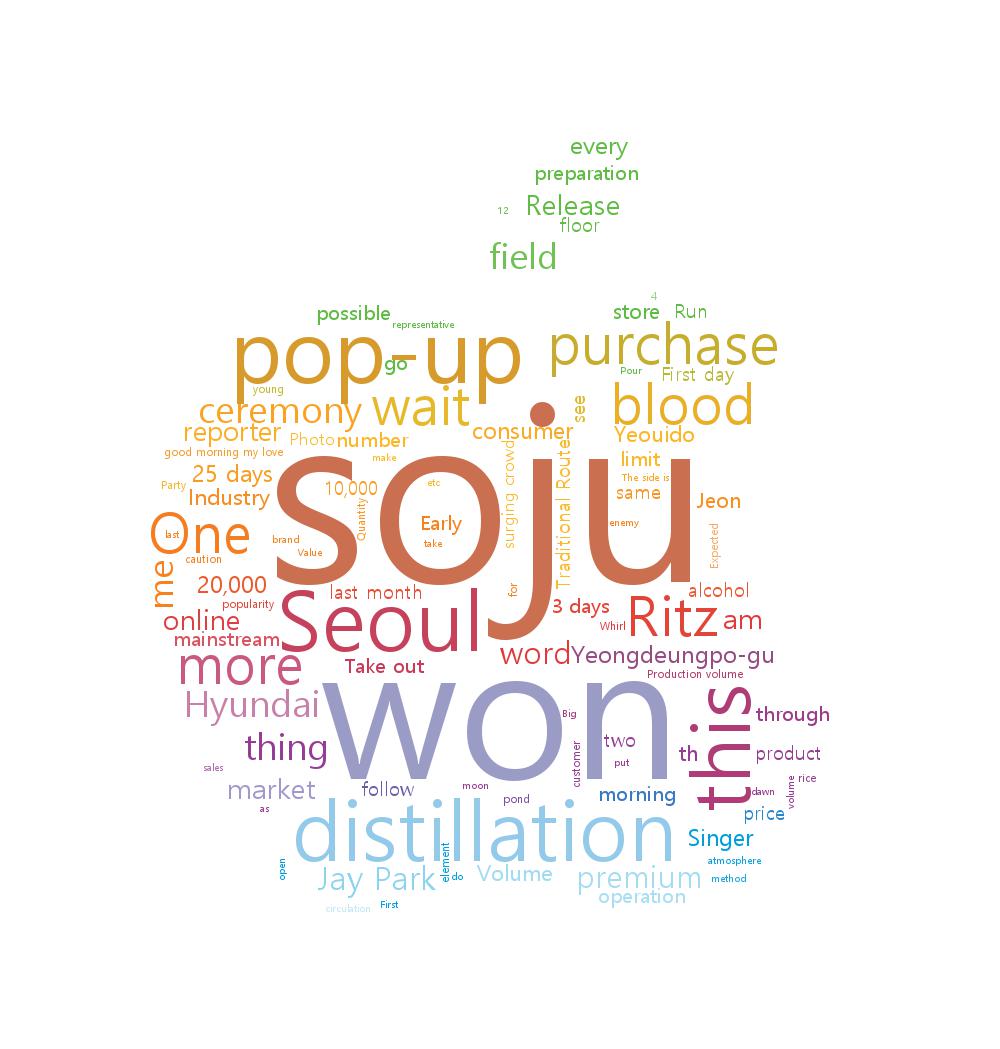 every
preparation
12
Release
floor
field
4
possible
store
Run
representative
pop-up
go
purchase
Pour
First day
young
ceremony
wait
see
blood
reporter
Photo
number
consumer
Yeouido
good morning my love
make
limit
25 days
surging crowd
Traditional Route
The side is
Party
Industry
10,000
etc
same
Jeon
soju
Quantity
Early
enemy
One
last
brand
take
Value
Expected
caution
me
20,000
last month
for
alcohol
popularity
Seoul
3 days
online
Whirl
Ritz
am
mainstream
more
Take out
word
Yeongdeungpo-gu
Production volume
Hyundai
won
this
Big
through
thing
two
th
product
customer
sales
put
market
follow
moon
pond
morning
dawn
volume
rice
as
price
distillation
Singer
open
element
atmosphere
Jay Park
do
Volume
premium
method
operation
circulation
First